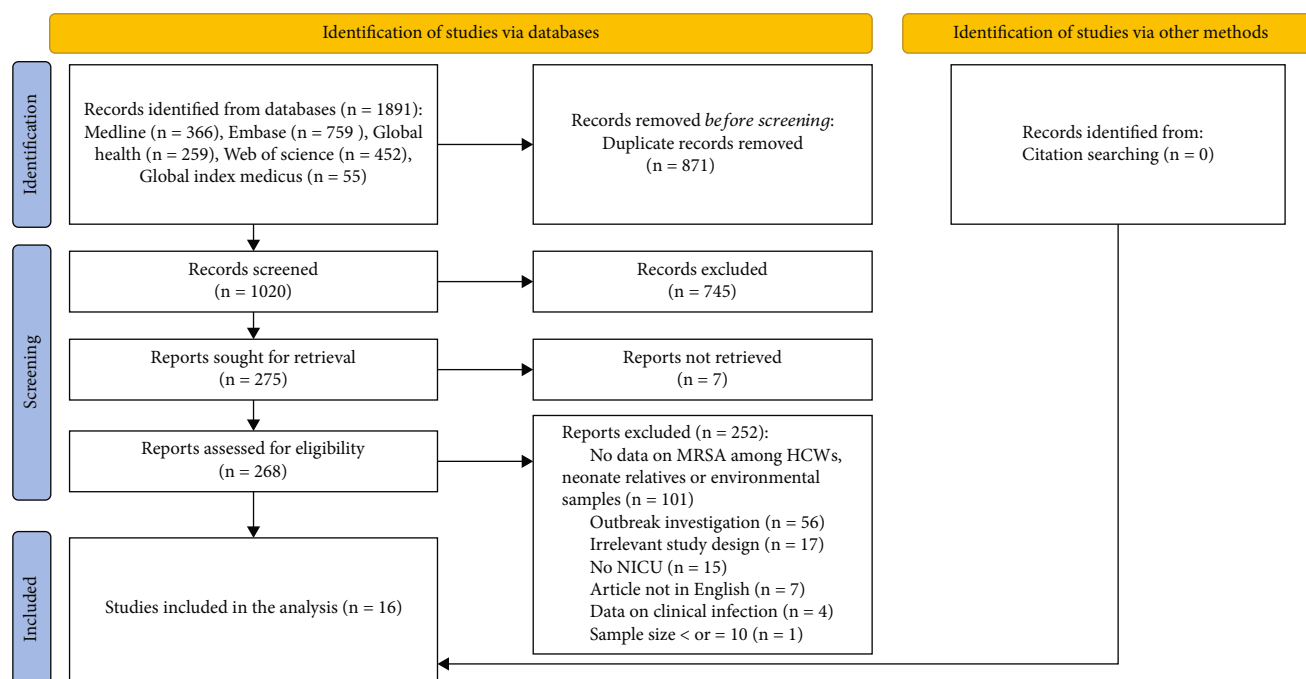 Identification of studies via databases
Identification of studies via other methods
Identification
Records identified from databases (n = 1891):
Medline (n = 366), Embase (n = 759 ), Global
health (n = 259), Web of science (n = 452),
Global index medicus (n = 55)
Records removed before screening:
Duplicate records removed
(n = 871)
Records identified from:
Citation searching (n = 0)
Screening
Records screened
(n = 1020)
Records excluded
(n = 745)
Reports sought for retrieval
(n = 275)
Reports not retrieved
(n = 7)
Reports assessed for eligibility
(n = 268)
Reports excluded (n = 252):
No data on MRSA among HCWs,
neonate relatives or environmental
samples (n = 101)
Outbreak investigation (n = 56)
Irrelevant study design (n = 17)
No NICU (n = 15)
Article not in English (n = 7)
Data on clinical infection (n = 4)
Sample size < or = 10 (n = 1)
Included
Studies included in the analysis (n = 16)